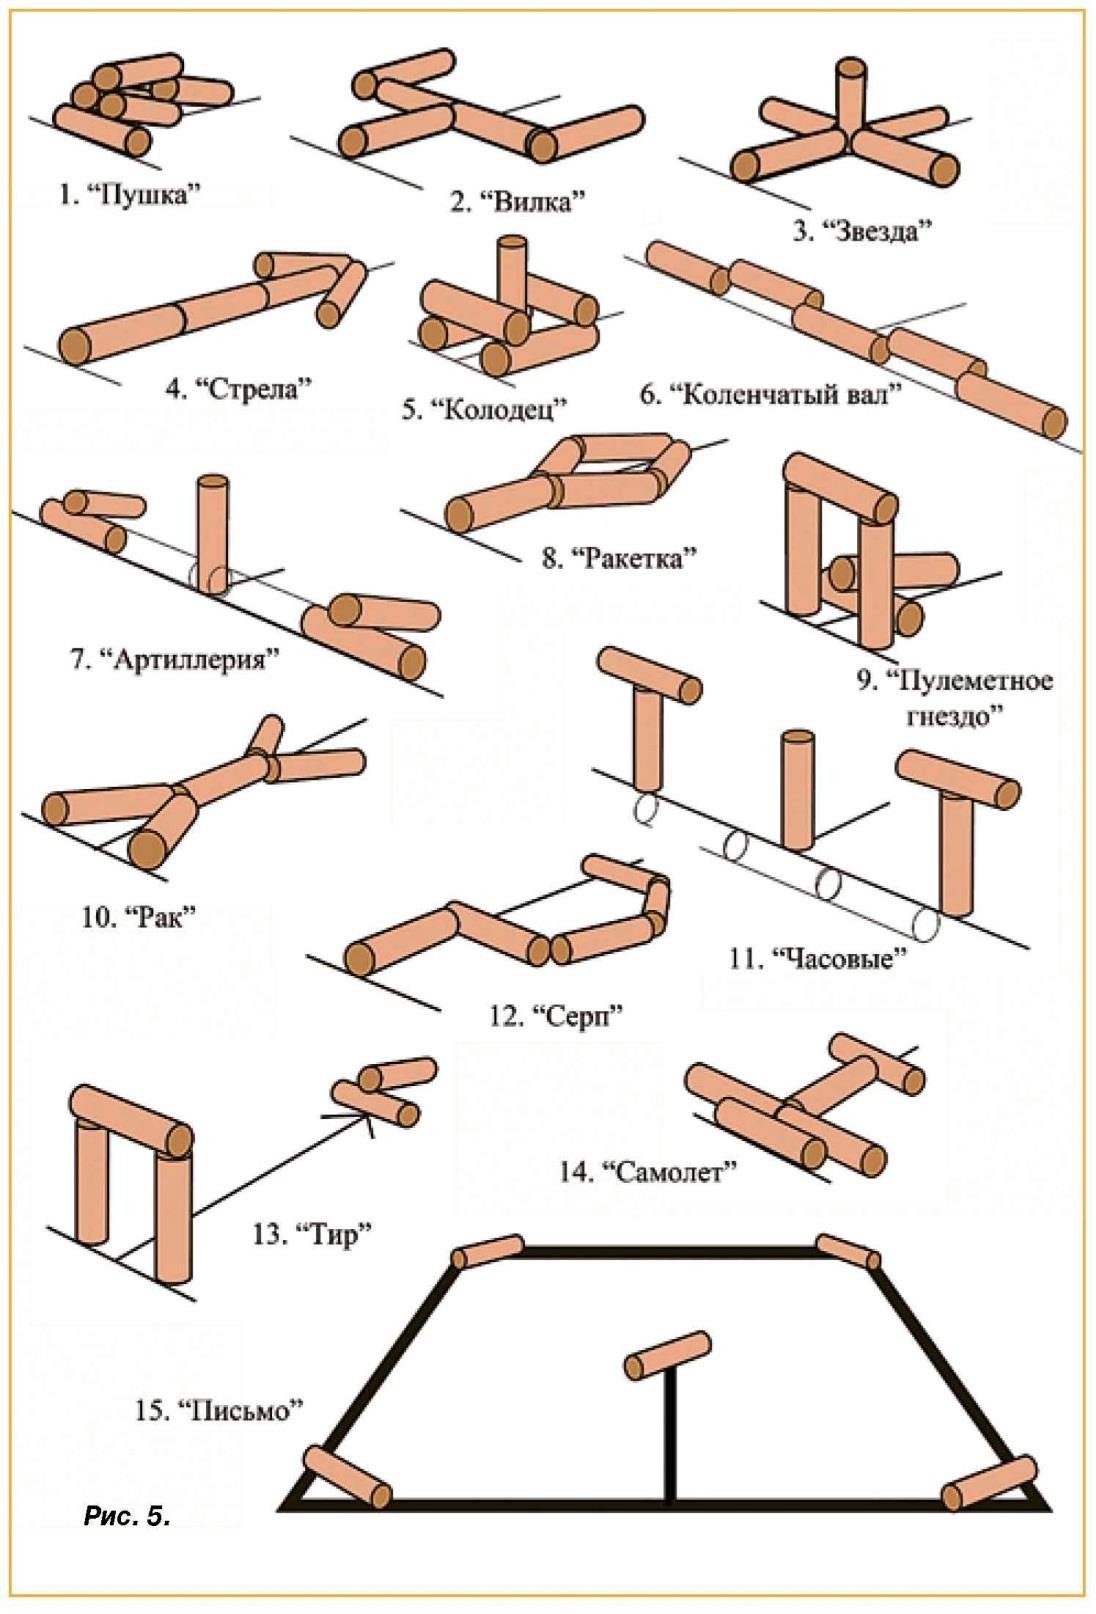 1. “Пушка”
2. “Вилка”
3. “Звезда”
4. “Стрела”
5. “Колодец”
6. “Коленчатый вал”
7. “Артиллерия”
8. “Ракетка”
9. “Пулеметное
гнездо”
10. “Рак”
11. “Часовые”
12. “Серп”
13. “Тир”
14. “Самолет”
15. “Письмо”
Рис. 5.